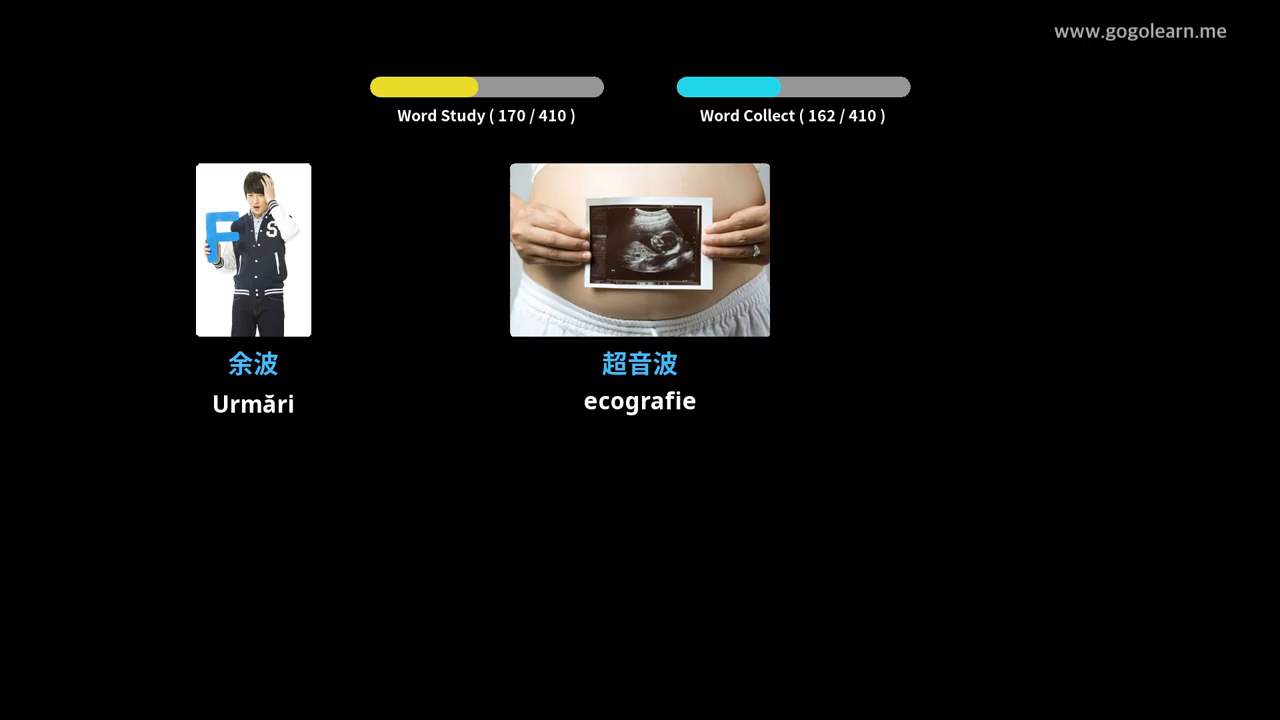 www.gogolearn.me
Word Study ( 170 / 410 )
Word Collect ( 162 / 410 )
F
S
余波
Urmări
超音波
ecografie